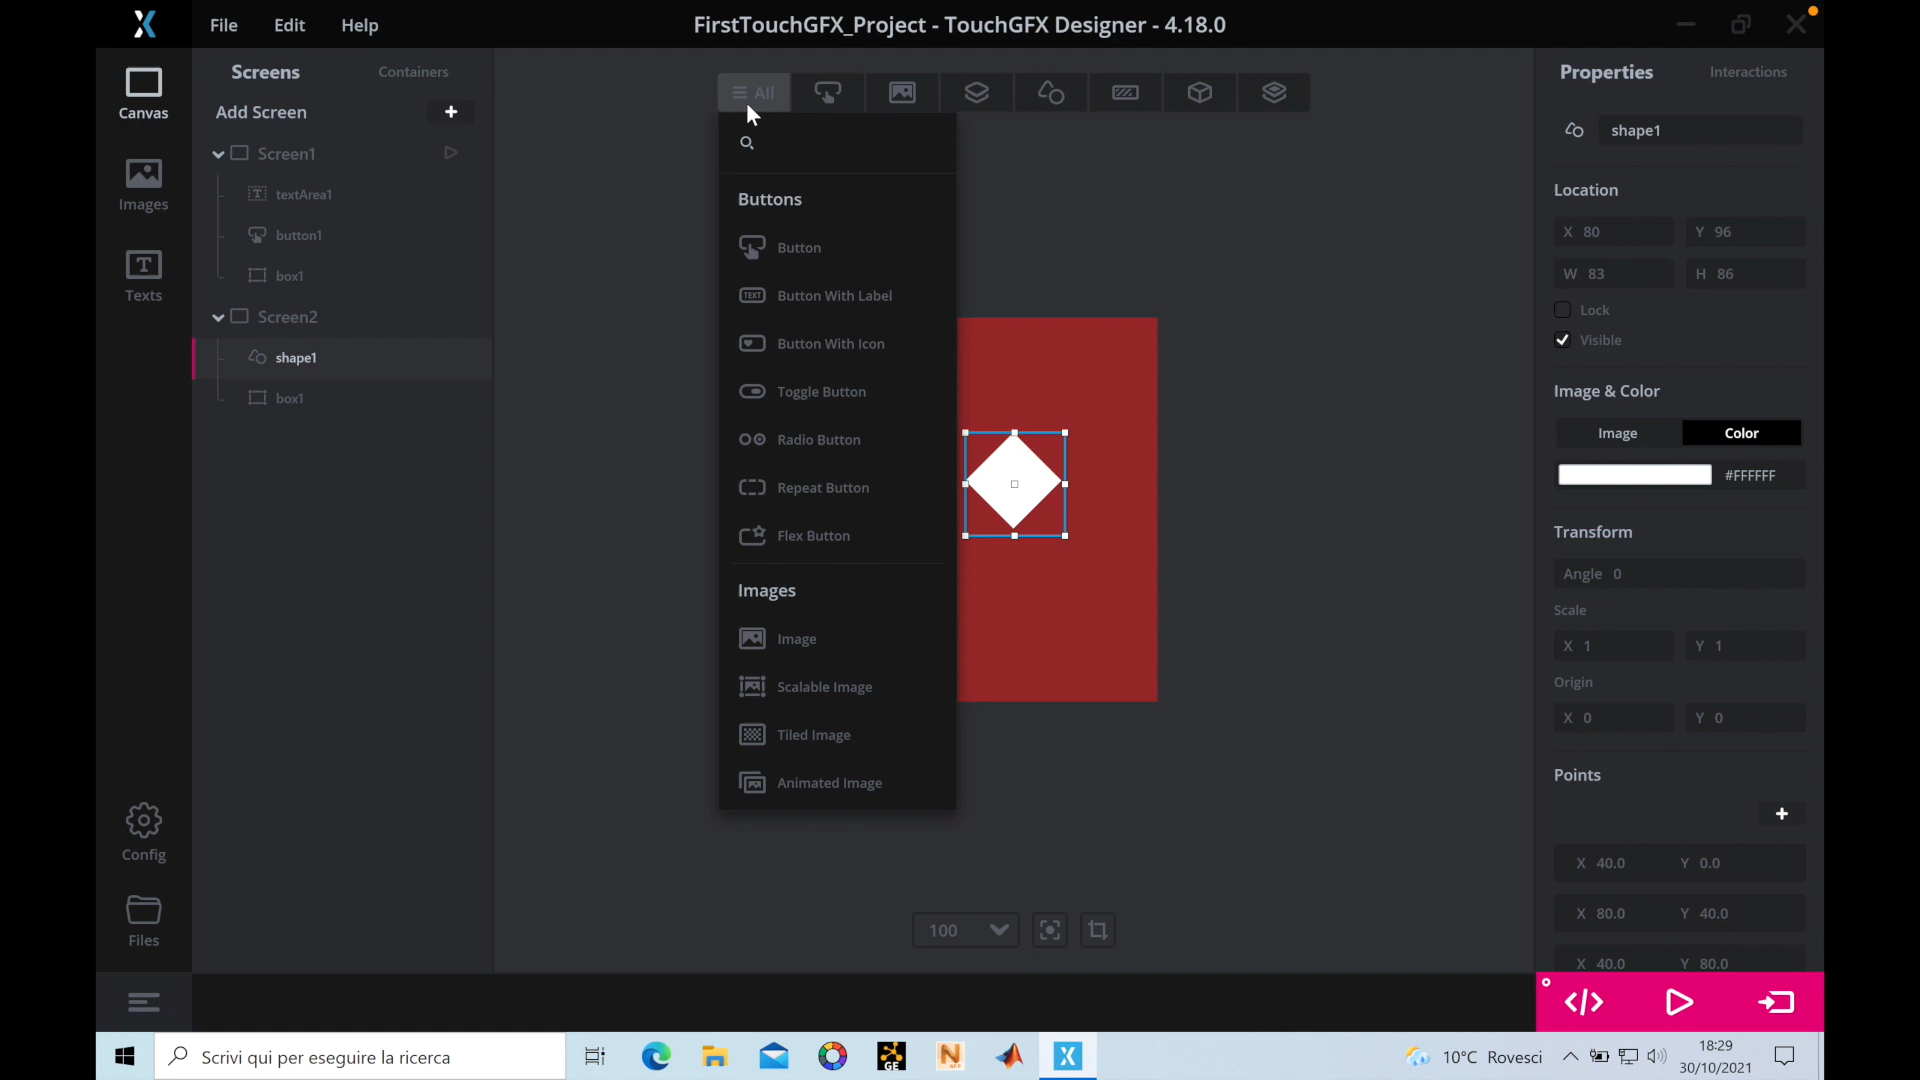 File Edit Help
FirstTouchGFX_Project - TouchGFX Designer - 4.18.0
Canvas
Images
Texts
Config
Files
Screens Containers
Add Screen
Screen1
textArea1
button1
box1
Screen2
shape1
box1
All
Buttons
Button
TEXT Button With Label
Button With Icon
Toggle Button
Radio Button
Repeat Button
Flex Button
Images
Image
Scalable Image
Tiled Image
Animated Image
100
Properties Interactions
shape1
Location
X 80 Y 96
W 83 H 86
Lock
Visible
Image & Color
Image Color
#FFFFFF
Transform
Angle 0
Scale
X 1 Y 1
Origin
X 0 Y 0
Points
X 40.0 Y 0.0
X 80.0 Y 40.0
X 40.0 Y 80.0
Scrivi qui per eseguire la ricerca
GE
N
X
10°C Rovesci
18:29
30/10/2021